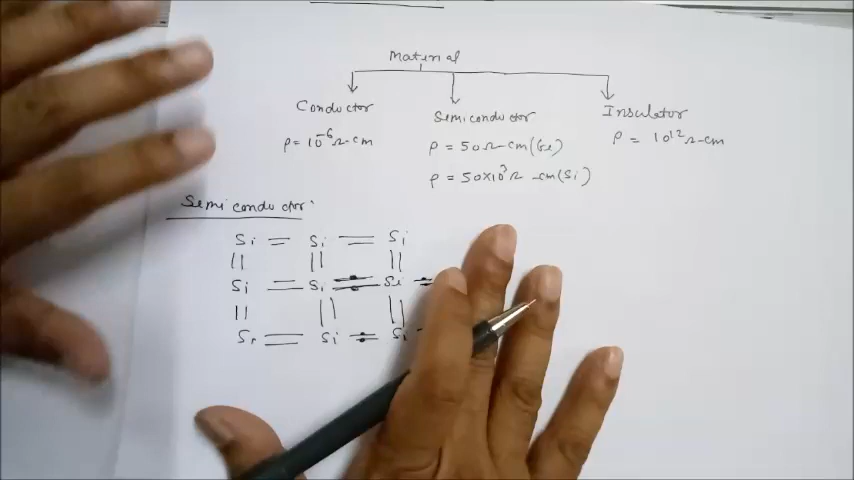 Material
Conductor Semiconductor Insulator
ρ = 10⁻⁶ Ω-cm ρ = 50 Ω-cm (Ge) ρ = 10¹² Ω-cm
ρ = 50×10³ Ω-cm (Si)
Semiconductor
Si = Si = Si
|| || ||
Si = Si = Si =
|| || ||
Si = Si = Si